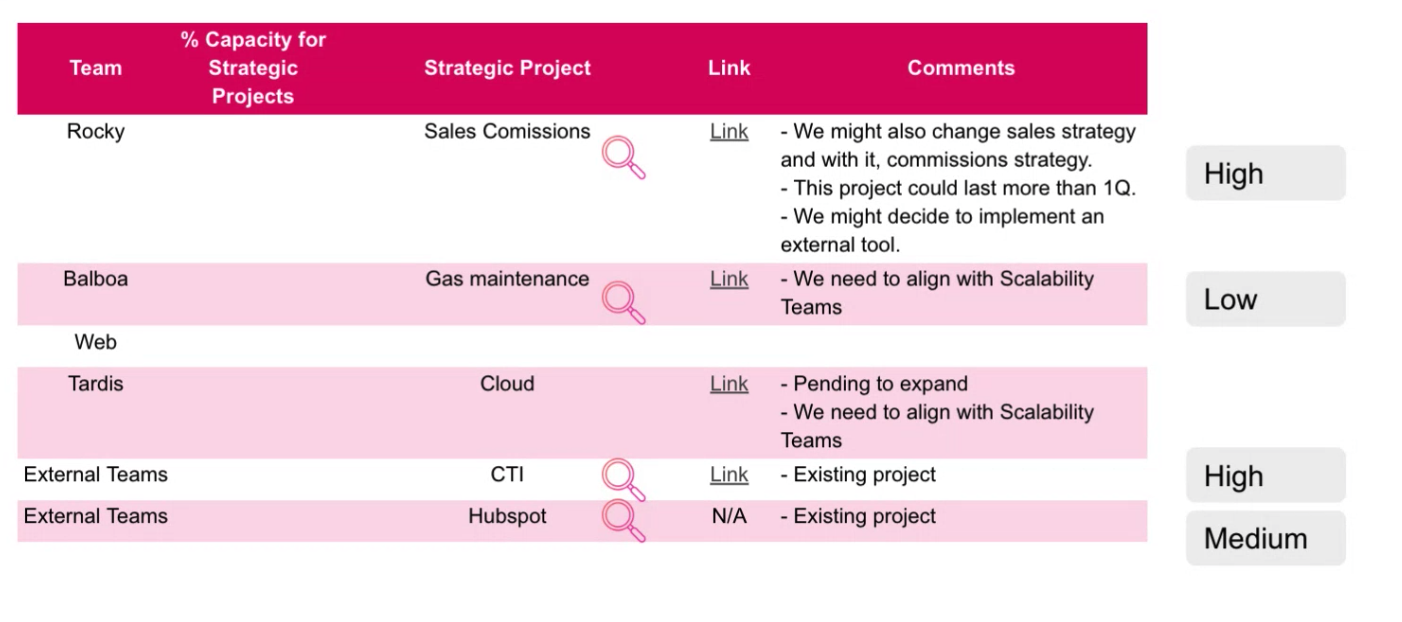 Team
% Capacity for
Strategic
Projects
Strategic Project
Link
Comments
Rocky
Sales Comissions
Link
- We might also change sales strategy
and with it, commissions strategy.
- This project could last more than 1Q.
- We might decide to implement an
external tool.
High
Balboa
Gas maintenance
Link
- We need to align with Scalability
Teams
Low
Web
Tardis
Cloud
Link
- Pending to expand
- We need to align with Scalability
Teams
External Teams
CTI
Link
- Existing project
High
External Teams
Hubspot
N/A
- Existing project
Medium